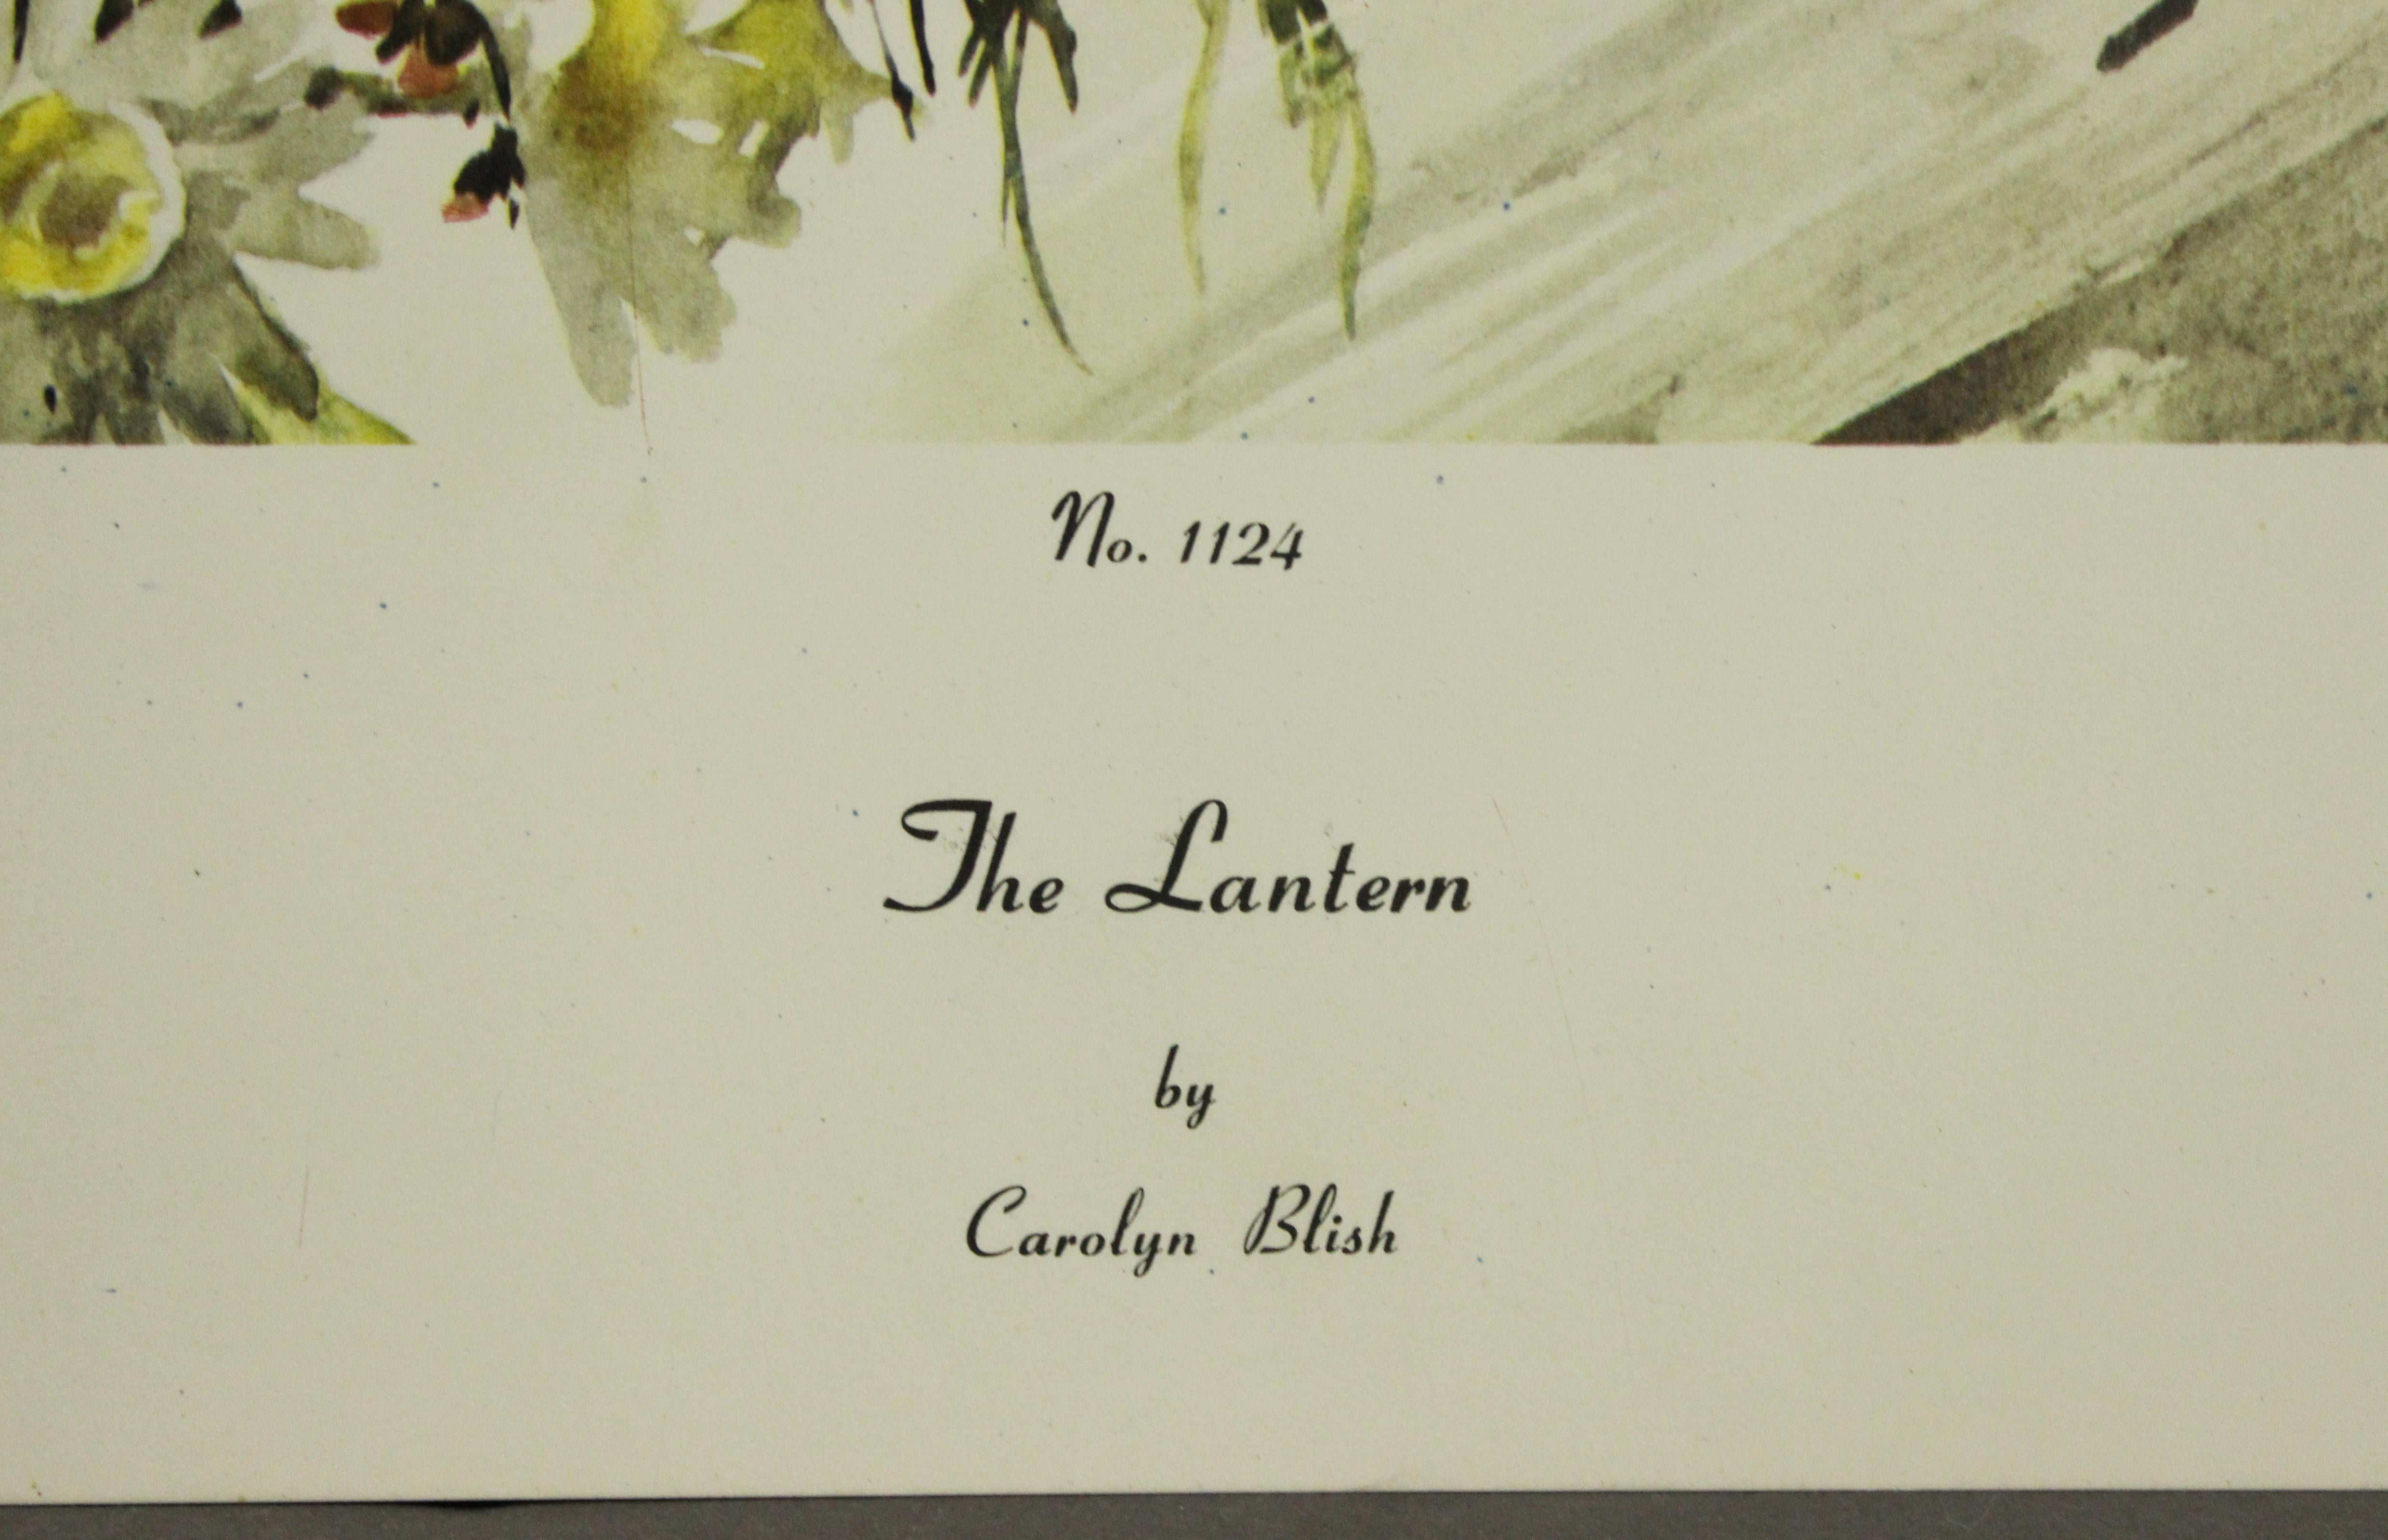 No. 1124
The Lantern
by
Carolyn Blish